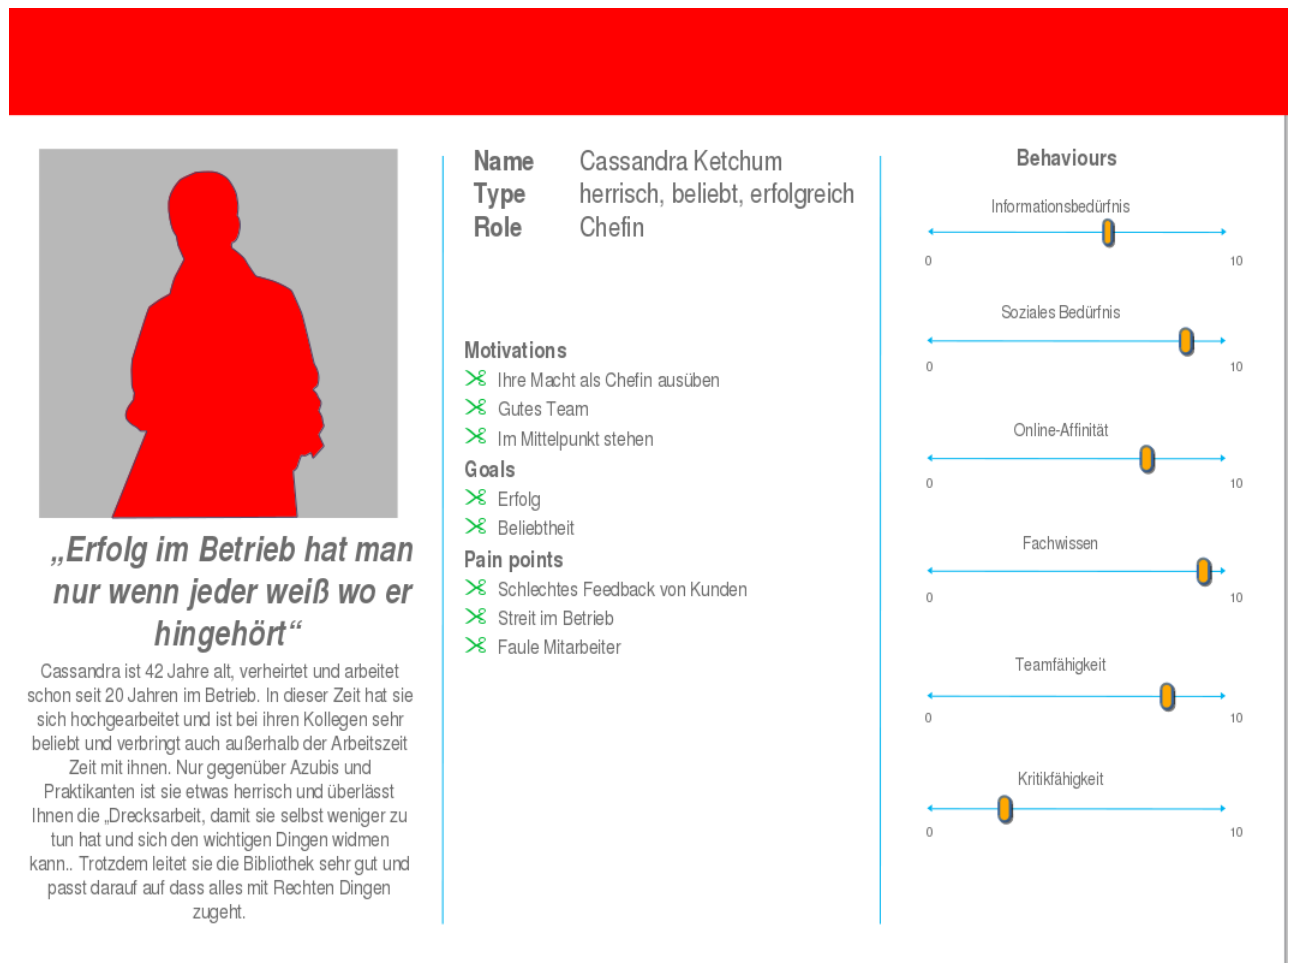 „Erfolg im Betrieb hat man
nur wenn jeder weiß wo er
hingehört“
Cassandra ist 42 Jahre alt, verheirtet und arbeitet
schon seit 20 Jahren im Betrieb. In dieser Zeit hat sie
sich hochgearbeitet und ist bei ihren Kollegen sehr
beliebt und verbringt auch außerhalb der Arbeitszeit
Zeit mit ihnen. Nur gegenüber Azubis und
Praktikanten ist sie etwas herrisch und überlässt
Ihnen die „Drecksarbeit, damit sie selbst weniger zu
tun hat und sich den wichtigen Dingen widmen
kann.. Trotzdem leitet sie die Bibliothek sehr gut und
passt darauf auf dass alles mit Rechten Dingen
zugeht.
Name Cassandra Ketchum
Type herrisch, beliebt, erfolgreich
Role Chefin
Motivations
Ihre Macht als Chefin ausüben
Gutes Team
Im Mittelpunkt stehen
Goals
Erfolg
Beliebtheit
Pain points
Schlechtes Feedback von Kunden
Streit im Betrieb
Faule Mitarbeiter
Behaviours
Informationsbedürfnis
0 10
Soziales Bedürfnis
0 10
Online-Affinität
0 10
Fachwissen
0 10
Teamfähigkeit
0 10
Kritikfähigkeit
0 10